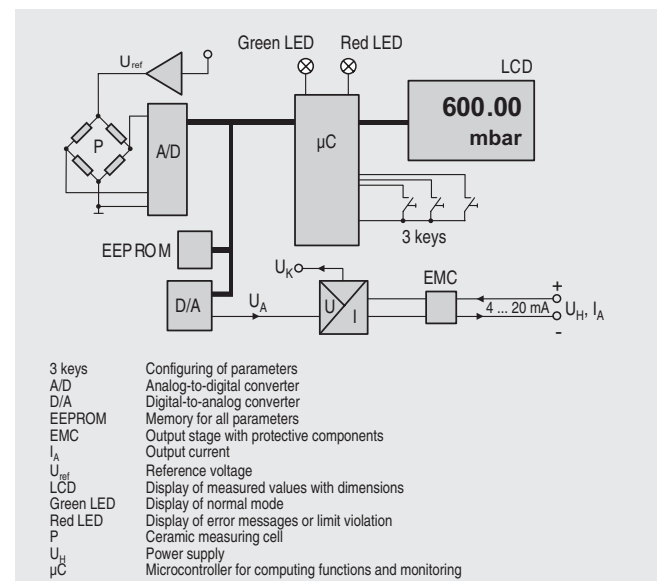 Green LED Red LED
U_ref
LCD
600.00
mbar
P
A/D
µC
3 keys
EEPROM
U_K
EMC
+
D/A
U_A
U
I
4 ... 20 mA
U_H, I_A
-
3 keys Configuring of parameters
A/D Analog-to-digital converter
D/A Digital-to-analog converter
EEPROM Memory for all parameters
EMC Output stage with protective components
I_A Output current
U_ref Reference voltage
LCD Display of measured values with dimensions
Green LED Display of normal mode
Red LED Display of error messages or limit violation
P Ceramic measuring cell
U_H Power supply
µC Microcontroller for computing functions and monitoring